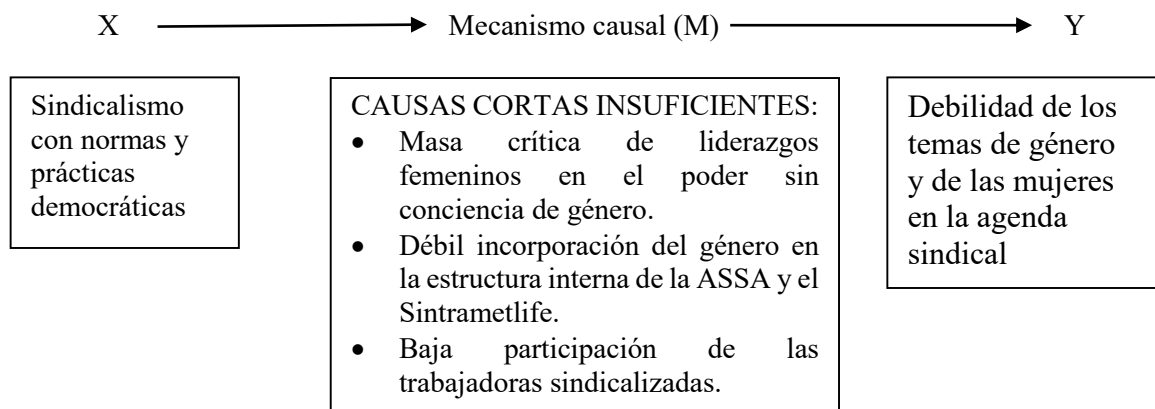 X Mecanismo causal (M) Y
Sindicalismo
con normas y
prácticas
democráticas
CAUSAS CORTAS INSUFICIENTES:
• Masa crítica de liderazgos
femeninos en el poder sin
conciencia de género.
• Débil incorporación del género en
la estructura interna de la ASSA y el
Sintrametlife.
• Baja participación de las
trabajadoras sindicalizadas.
Debilidad de los
temas de género
y de las mujeres
en la agenda
sindical